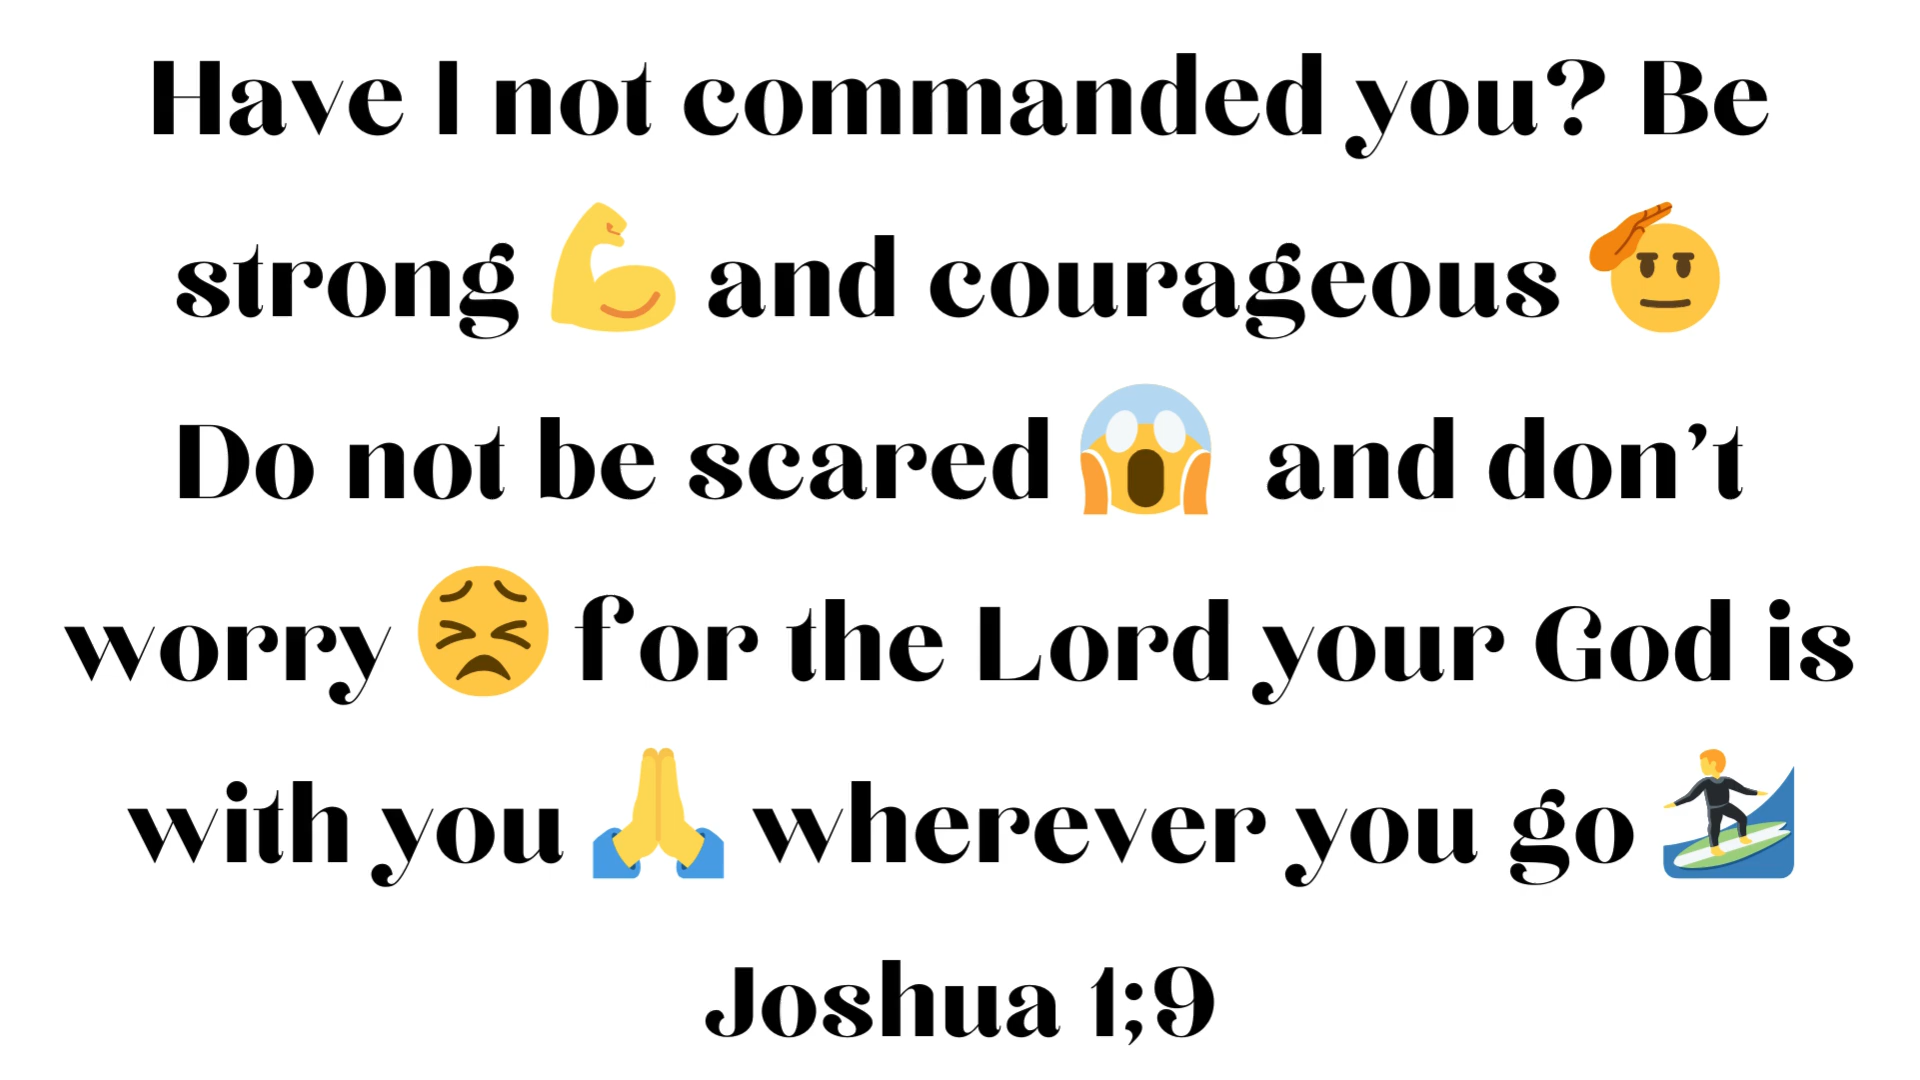 Have I not commanded you? Be
strong 💪 and courageous 🫡
Do not be scared 😱 and don’t
worry 😣 for the Lord your God is
with you 🙏 wherever you go 🏄‍♂️
Joshua 1;9